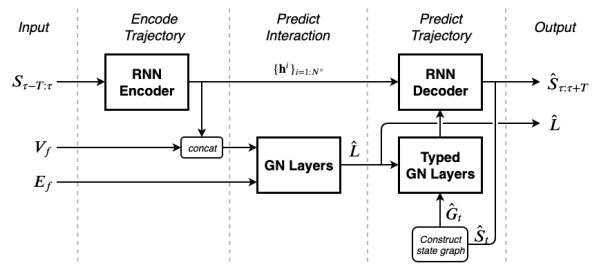 Input
Encode
Trajectory
Predict
Interaction
Predict
Trajectory
Output
S_{τ−T:τ}
RNN
Encoder
{h^i}_{i=1:N^v}
RNN
Decoder
Ŝ_{τ:τ+T}
V_f
concat
GN Layers
L̂
Typed
GN Layers
L̂
E_f
Ĝ_t
Construct
state graph
Ŝ_t